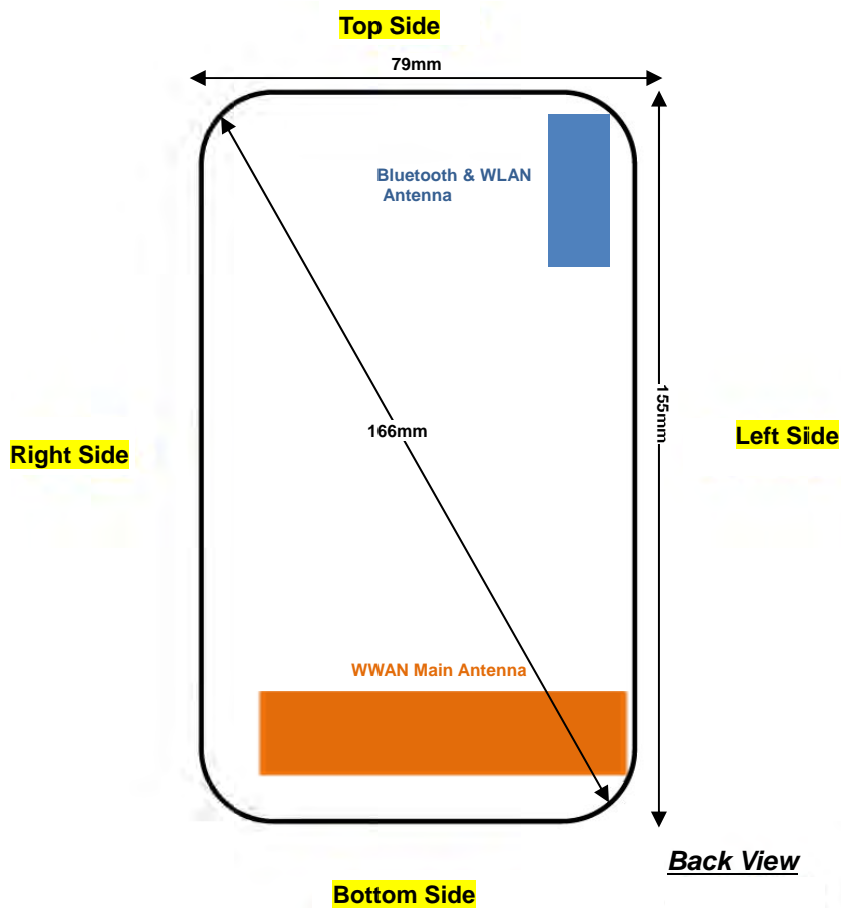 Top Side
79mm
Bluetooth & WLAN
Antenna
155mm
166mm
Left Side
Right Side
WWAN Main Antenna
Back View
Bottom Side